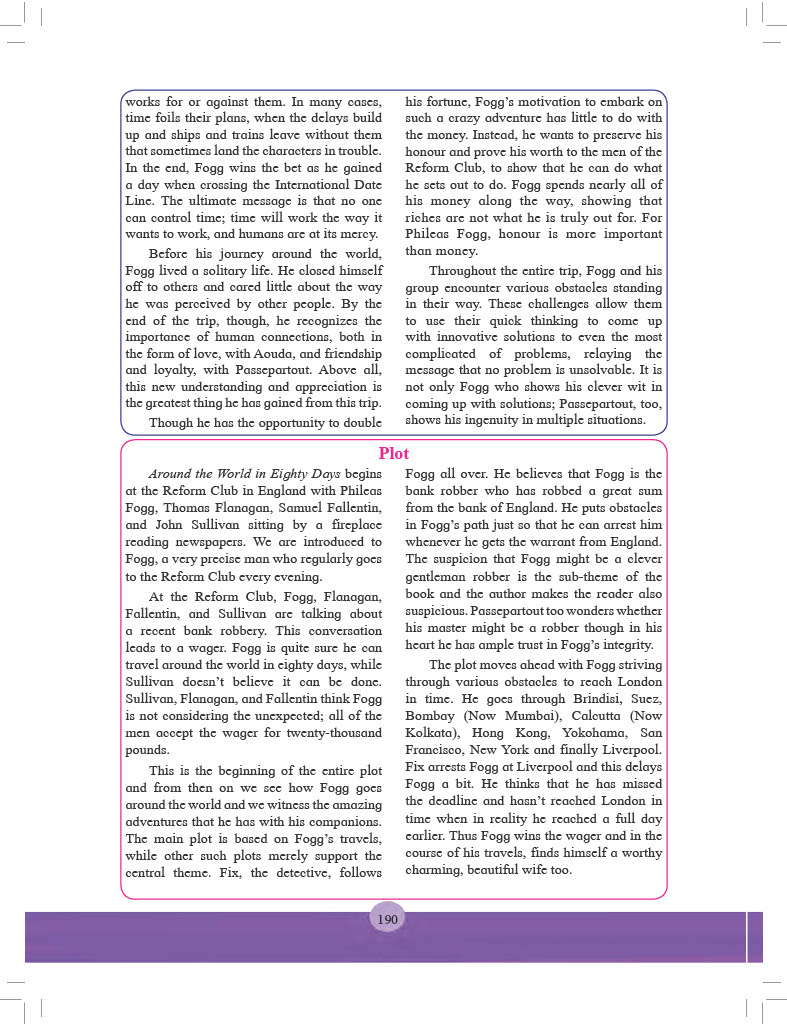 works for or against them. In many cases,
time foils their plans, when the delays build
up and ships and trains leave without them
that sometimes land the characters in trouble.
In the end, Fogg wins the bet as he gained
a day when crossing the International Date
Line. The ultimate message is that no one
can control time; time will work the way it
wants to work, and humans are at its mercy.
Before his journey around the world,
Fogg lived a solitary life. He closed himself
off to others and cared little about the way
he was perceived by other people. By the
end of the trip, though, he recognizes the
importance of human connections, both in
the form of love, with Aouda, and friendship
and loyalty, with Passepartout. Above all,
this new understanding and appreciation is
the greatest thing he has gained from this trip.
Though he has the opportunity to double
his fortune, Fogg's motivation to embark on
such a crazy adventure has little to do with
the money. Instead, he wants to preserve his
honour and prove his worth to the men of the
Reform Club, to show that he can do what
he sets out to do. Fogg spends nearly all of
his money along the way, showing that
riches are not what he is truly out for. For
Phileas Fogg, honour is more important
than money.
Throughout the entire trip, Fogg and his
group encounter various obstacles standing
in their way. These challenges allow them
to use their quick thinking to come up
with innovative solutions to even the most
complicated of problems, relaying the
message that no problem is unsolvable. It is
not only Fogg who shows his clever wit in
coming up with solutions; Passepartout, too,
shows his ingenuity in multiple situations.
Plot
Around the World in Eighty Days begins
at the Reform Club in England with Phileas
Fogg, Thomas Flanagan, Samuel Fallentin,
and John Sullivan sitting by a fireplace
reading newspapers. We are introduced to
Fogg, a very precise man who regularly goes
to the Reform Club every evening.
At the Reform Club, Fogg, Flanagan,
Fallentin, and Sullivan are talking about
a recent bank robbery. This conversation
leads to a wager. Fogg is quite sure he can
travel around the world in eighty days, while
Sullivan doesn't believe it can be done.
Sullivan, Flanagan, and Fallentin think Fogg
is not considering the unexpected; all of the
men accept the wager for twenty-thousand
pounds.
This is the beginning of the entire plot
and from then on we see how Fogg goes
around the world and we witness the amazing
adventures that he has with his companions.
The main plot is based on Fogg's travels,
while other such plots merely support the
central theme. Fix, the detective, follows
Fogg all over. He believes that Fogg is the
bank robber who has robbed a great sum
from the bank of England. He puts obstacles
in Fogg's path just so that he can arrest him
whenever he gets the warrant from England.
The suspicion that Fogg might be a clever
gentleman robber is the sub-theme of the
book and the author makes the reader also
suspicious. Passepartout too wonders whether
his master might be a robber though in his
heart he has ample trust in Fogg's integrity.
The plot moves ahead with Fogg striving
through various obstacles to reach London
in time. He goes through Brindisi, Suez,
Bombay (Now Mumbai), Calcutta (Now
Kolkata), Hong Kong, Yokohama, San
Francisco, New York and finally Liverpool.
Fix arrests Fogg at Liverpool and this delays
Fogg a bit. He thinks that he has missed
the deadline and hasn't reached London in
time when in reality he reached a full day
earlier. Thus Fogg wins the wager and in the
course of his travels, finds himself a worthy
charming, beautiful wife too.
190